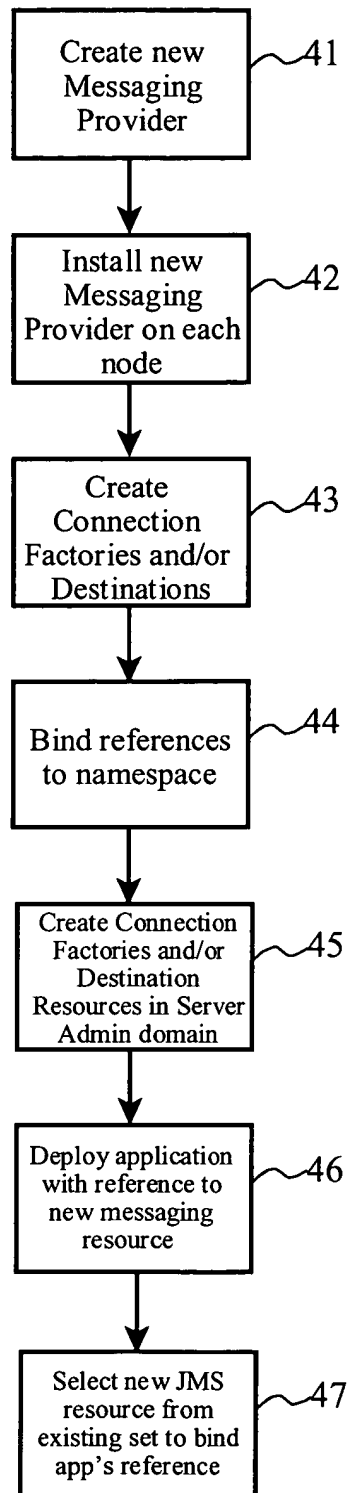 Create new
Messaging
Provider
41
Install new
Messaging
Provider on each
node
42
Create
Connection
Factories and/or
Destinations
43
Bind references
to namespace
44
Create Connection
Factories and/or
Destination
Resources in Server
Admin domain
45
Deploy application
with reference to
new messaging
resource
46
Select new JMS
resource from
existing set to bind
app's reference
47